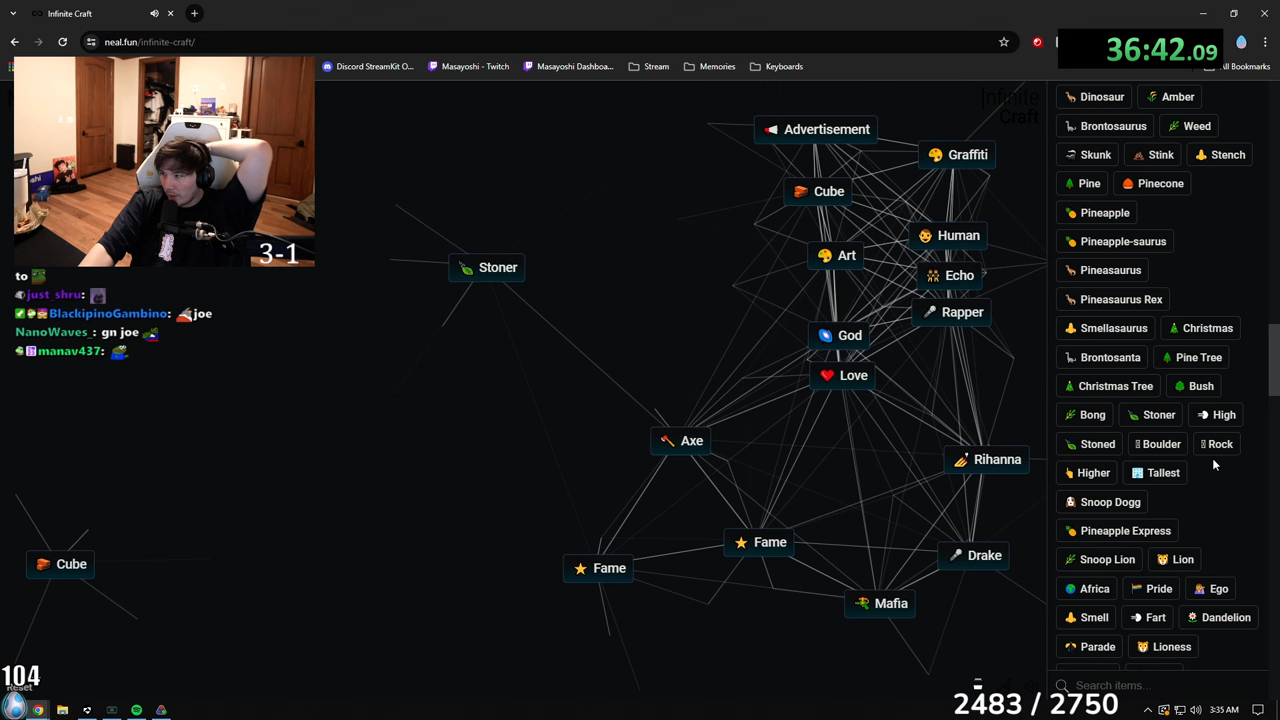 Infinite Craft
36:42.09
neal.fun/infinite-craft/
Discord StreamKit O...
Masayoshi - Twitch
Masayoshi Dashboa...
Stream
Memories
Keyboards
All Bookmarks
3-1
to
just_shru:
BlackipinoGambino: joe
NanoWaves_: gn joe
manav437:
Infinite
Craft
Advertisement
Graffiti
Cube
Human
Art
Echo
Rapper
God
Love
Stoner
Axe
Rihanna
Fame
Fame
Drake
Mafia
Cube
Dinosaur Amber
Brontosaurus Weed
Skunk Stink Stench
Pine Pinecone
Pineapple
Pineapple-saurus
Pineasaurus
Pineasaurus Rex
Smellasaurus Christmas
Brontosanta Pine Tree
Christmas Tree Bush
Bong Stoner High
Stoned Boulder Rock
Higher Tallest
Snoop Dogg
Pineapple Express
Snoop Lion Lion
Africa Pride Ego
Smell Fart Dandelion
Parade Lioness
Search items...
104
Reset
2483 / 2750
3:35 AM